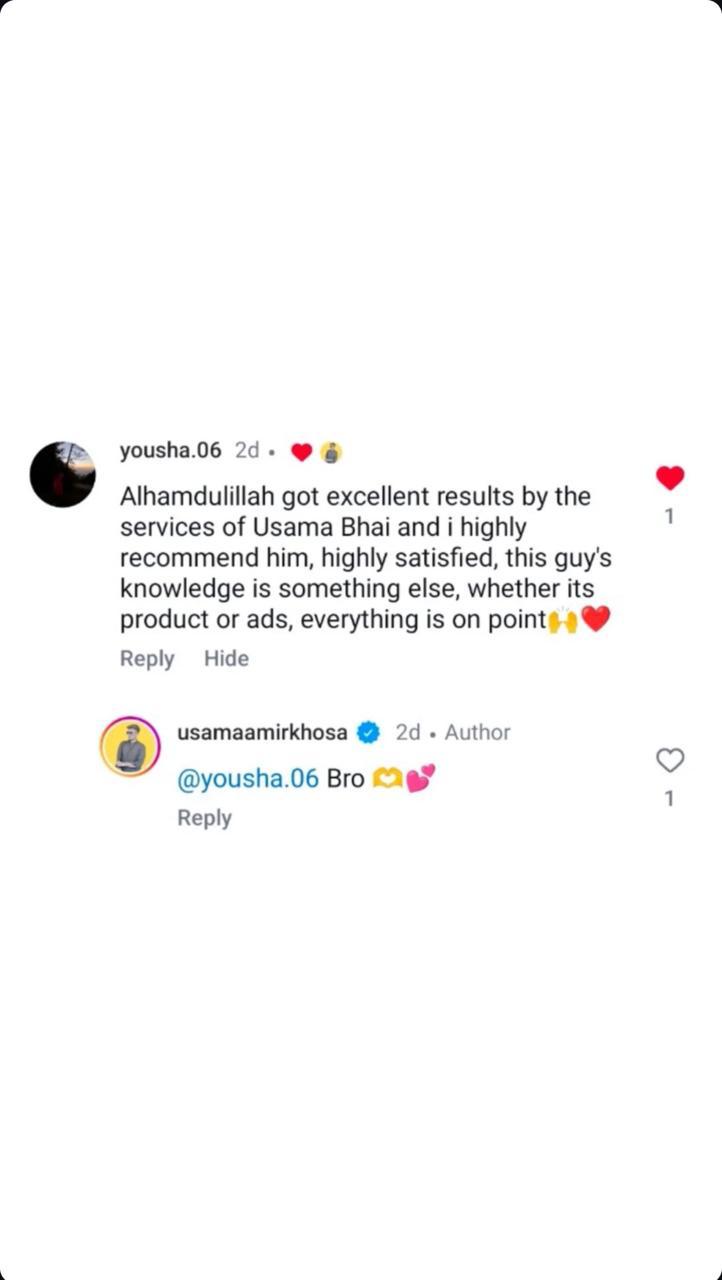 yousha.06 2d • ❤️
Alhamdulillah got excellent results by the
services of Usama Bhai and i highly
recommend him, highly satisfied, this guy's
knowledge is something else, whether its
product or ads, everything is on point🙌❤️
1
Reply Hide
usamaamirkhosa 2d • Author
@yousha.06 Bro 🫶💕
1
Reply